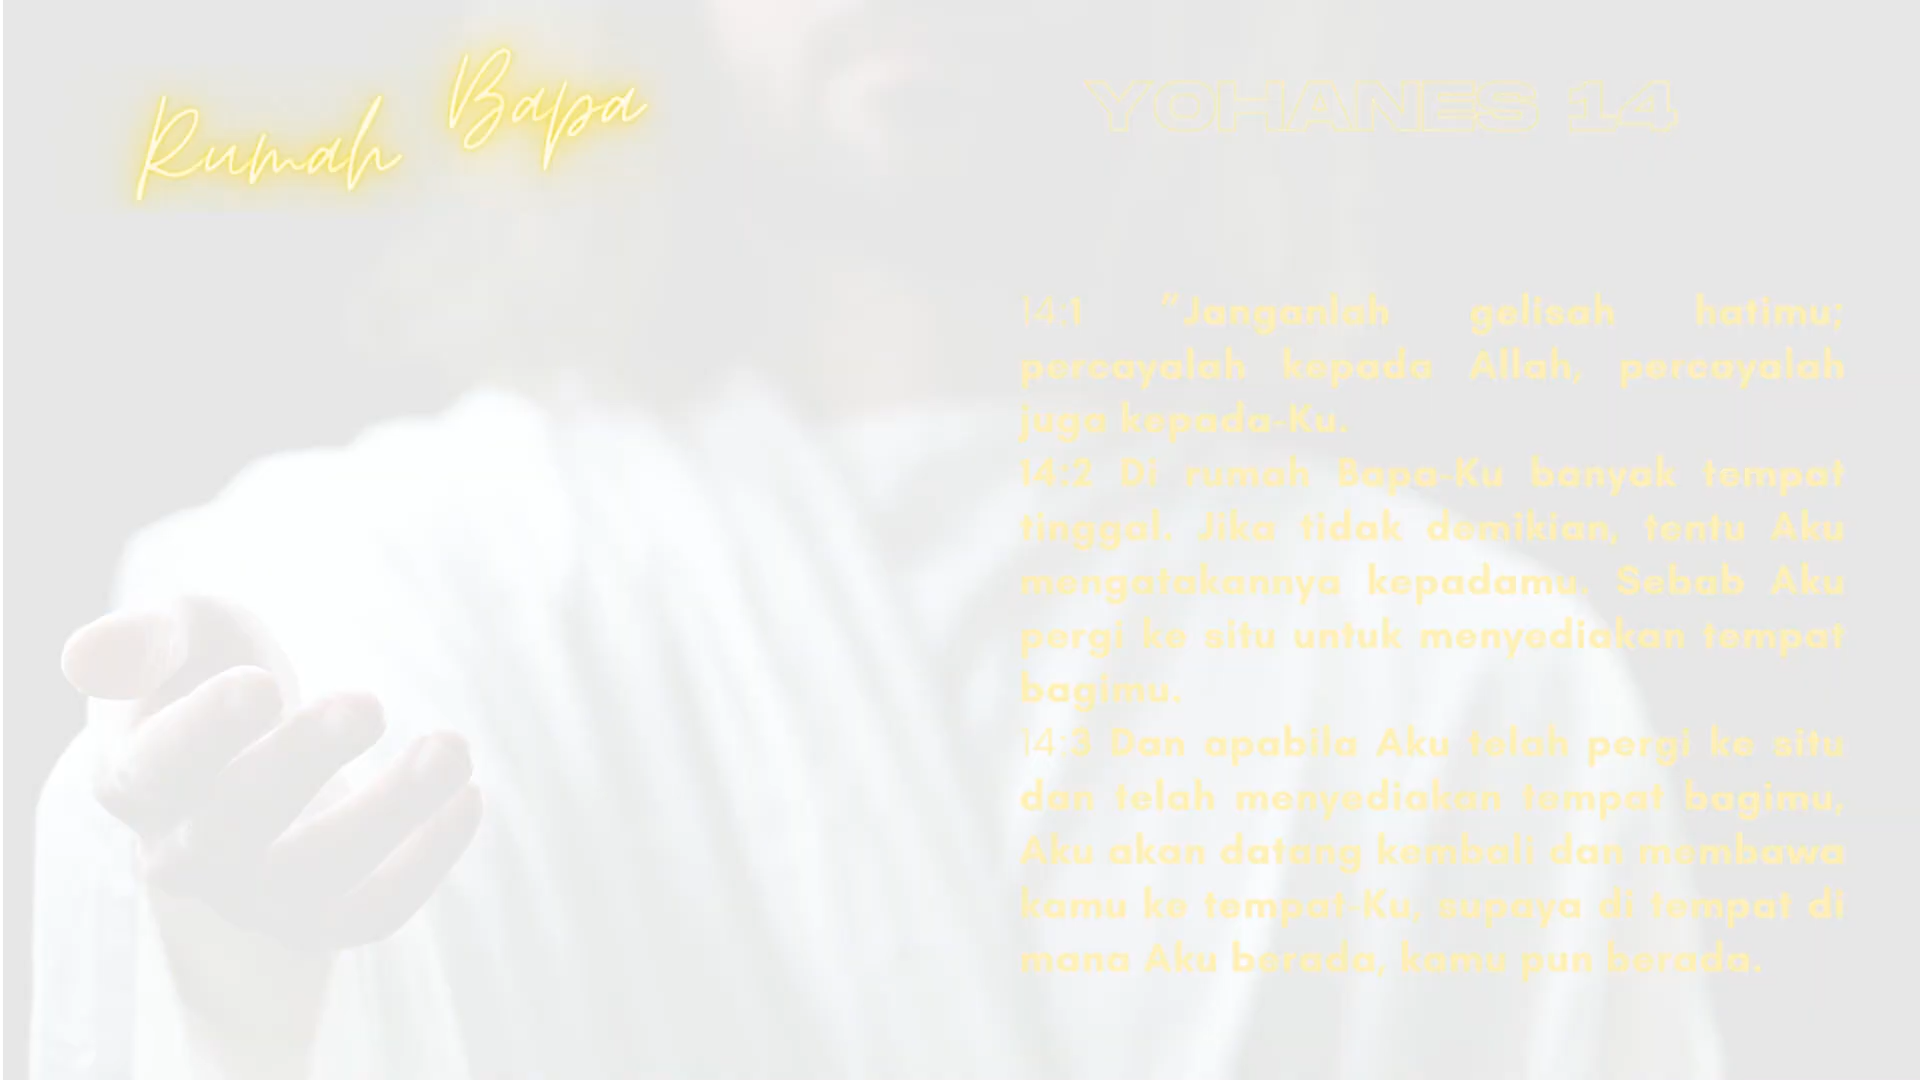 Rumah Bapa
YOHANES 14
14:1 "Janganlah gelisah hatimu;
percayalah kepada Allah, percayalah
juga kepada-Ku.
14:2 Di rumah Bapa-Ku banyak tempat
tinggal. Jika tidak demikian, tentu Aku
mengatakannya kepadamu. Sebab Aku
pergi ke situ untuk menyediakan tempat
bagimu.
14:3 Dan apabila Aku telah pergi ke situ
dan telah menyediakan tempat bagimu,
Aku akan datang kembali dan membawa
kamu ke tempat-Ku, supaya di tempat di
mana Aku berada, kamu pun berada.